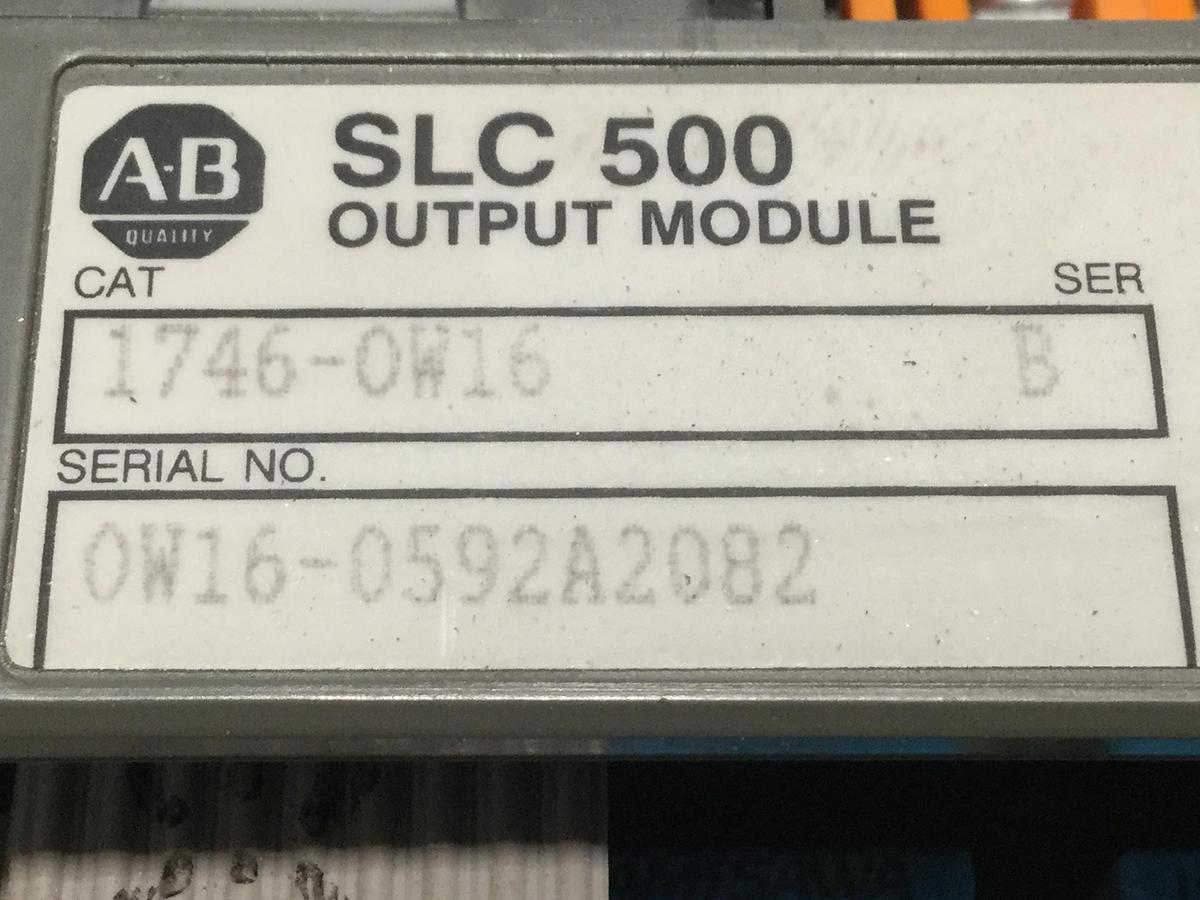 A-B
QUALITY
SLC 500
OUTPUT MODULE
CAT SER
1746-OW16 B
SERIAL NO.
OW16-0592A2082